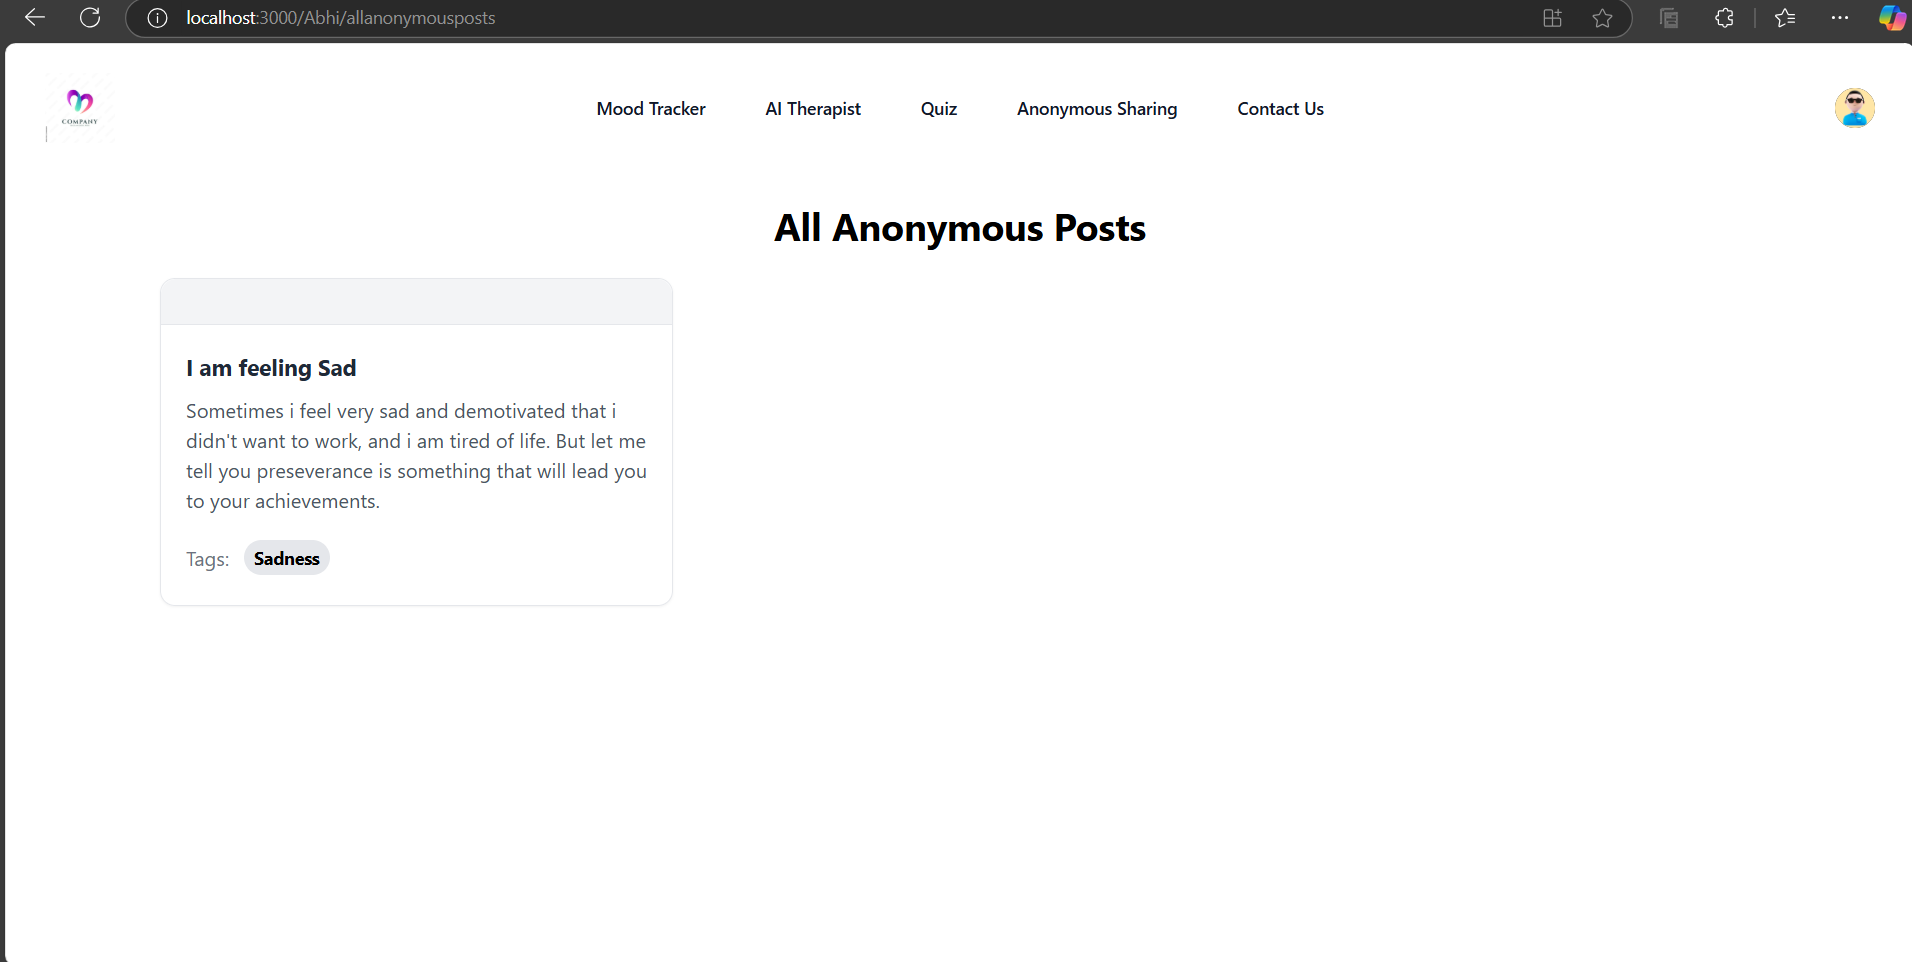 localhost:3000/Abhi/allanonymousposts
COMPANY
Mood Tracker
AI Therapist
Quiz
Anonymous Sharing
Contact Us
All Anonymous Posts
I am feeling Sad
Sometimes i feel very sad and demotivated that i
didn't want to work, and i am tired of life. But let me
tell you preseverance is something that will lead you
to your achievements.
Tags: Sadness